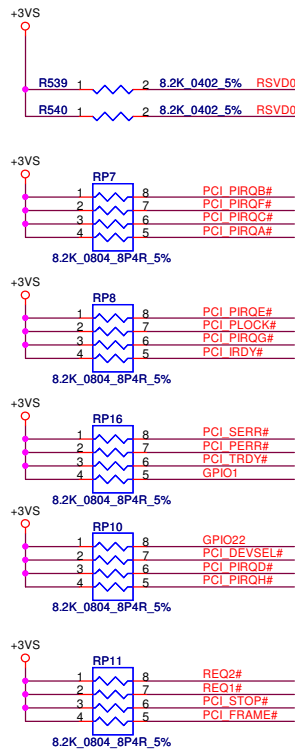 +3VS
R539 1 2 8.2K_0402_5% RSVD0
R540 1 2 8.2K_0402_5% RSVD0
+3VS
RP7
1 8 PCI_PIRQB#
2 7 PCI_PIRQF#
3 6 PCI_PIRQC#
4 5 PCI_PIRQA#
8.2K_0804_8P4R_5%
+3VS
RP8
1 8 PCI_PIRQE#
2 7 PCI_PLOCK#
3 6 PCI_PIRQG#
4 5 PCI_IRDY#
8.2K_0804_8P4R_5%
+3VS
RP16
1 8 PCI_SERR#
2 7 PCI_PERR#
3 6 PCI_TRDY#
4 5 GPIO1
8.2K_0804_8P4R_5%
+3VS
RP10
1 8 GPIO22
2 7 PCI_DEVSEL#
3 6 PCI_PIRQD#
4 5 PCI_PIRQH#
8.2K_0804_8P4R_5%
+3VS
RP11
1 8 REQ2#
2 7 REQ1#
3 6 PCI_STOP#
4 5 PCI_FRAME#
8.2K_0804_8P4R_5%